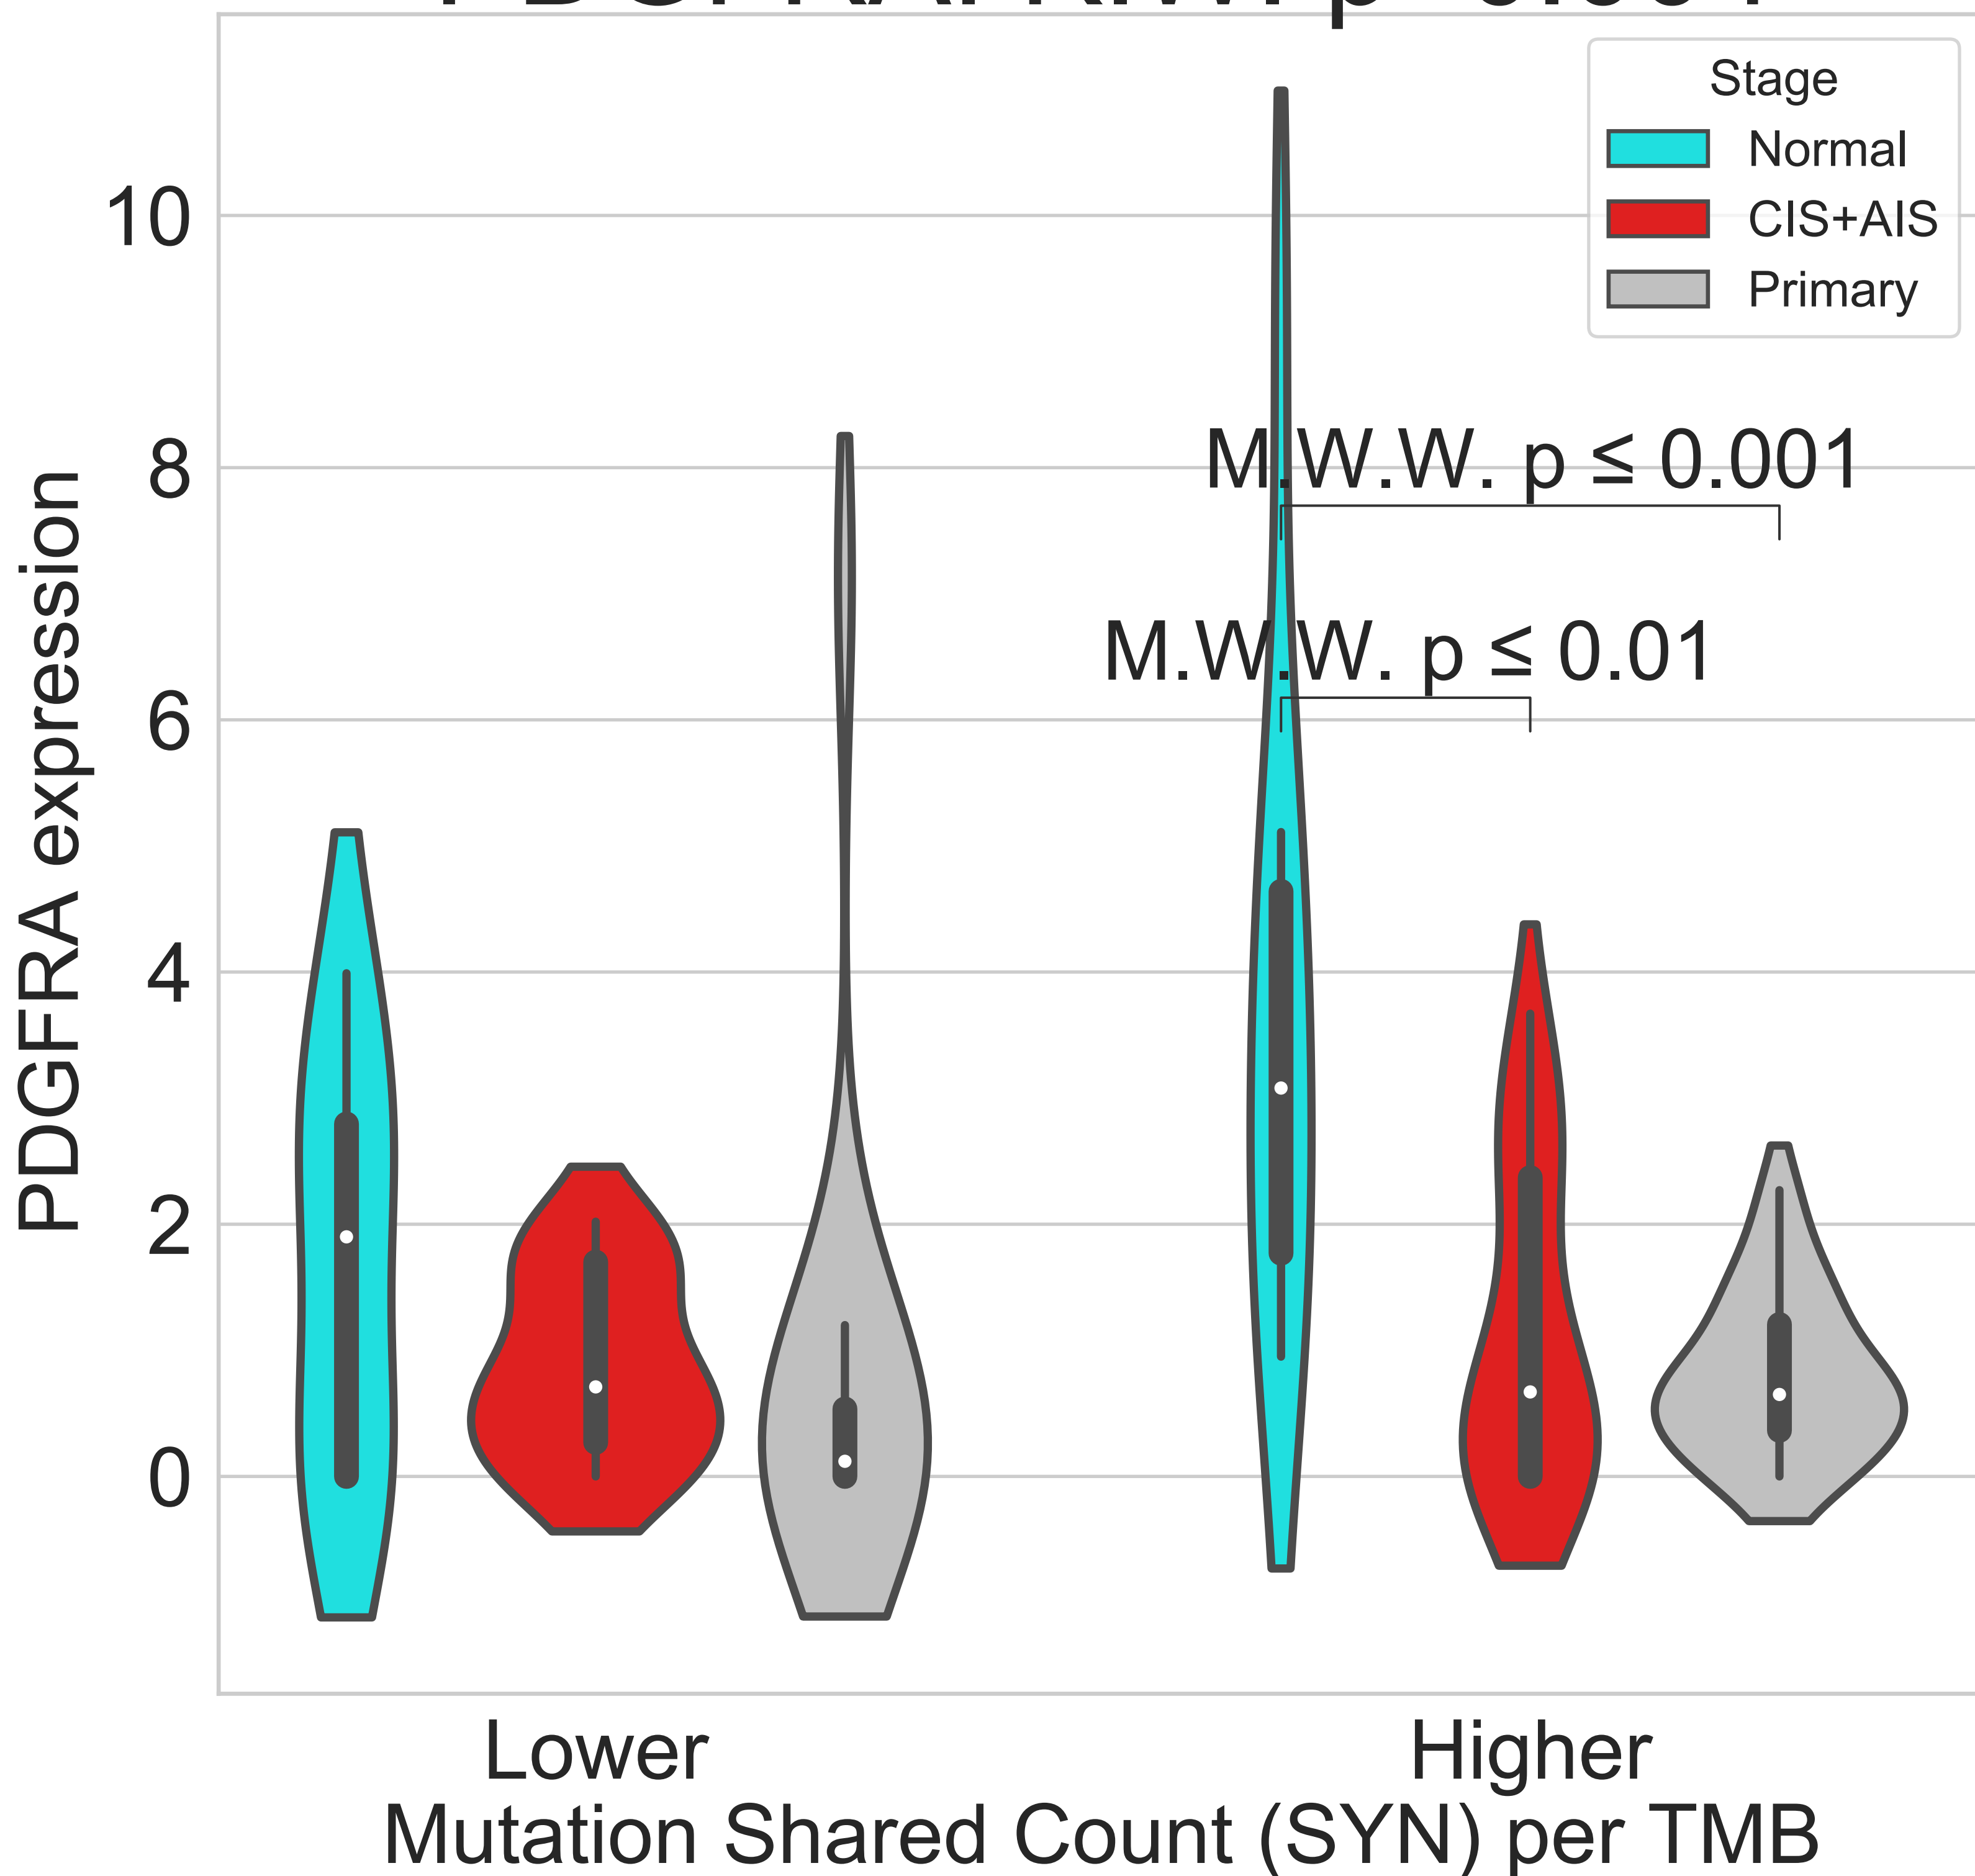 Stage
Normal
CIS+AIS
Primary
10
8
6
4
2
0
PDGFRA expression
M.W.W. p ≤ 0.001
M.W.W. p ≤ 0.01
Lower
Higher
Mutation Shared Count (SYN) per TMB